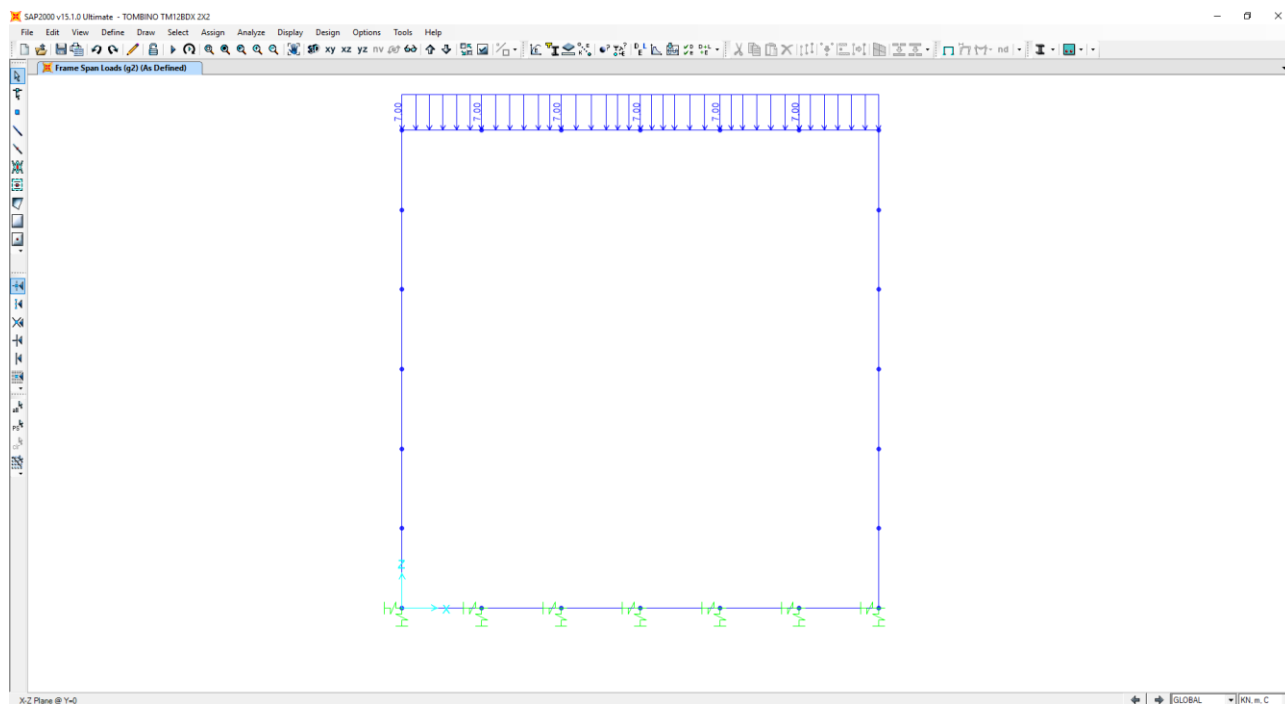 SAP2000 v15.1.0 Ultimate - TOMBINO TM12BDX 2X2
File Edit View Define Draw Select Assign Analyze Display Design Options Tools Help
xy xz yz nv nd
Frame Span Loads (g2) (As Defined)
7.00 7.00 7.00 7.00 7.00 7.00
Z
X
X-Z Plane @ Y=0 GLOBAL KN, m, C